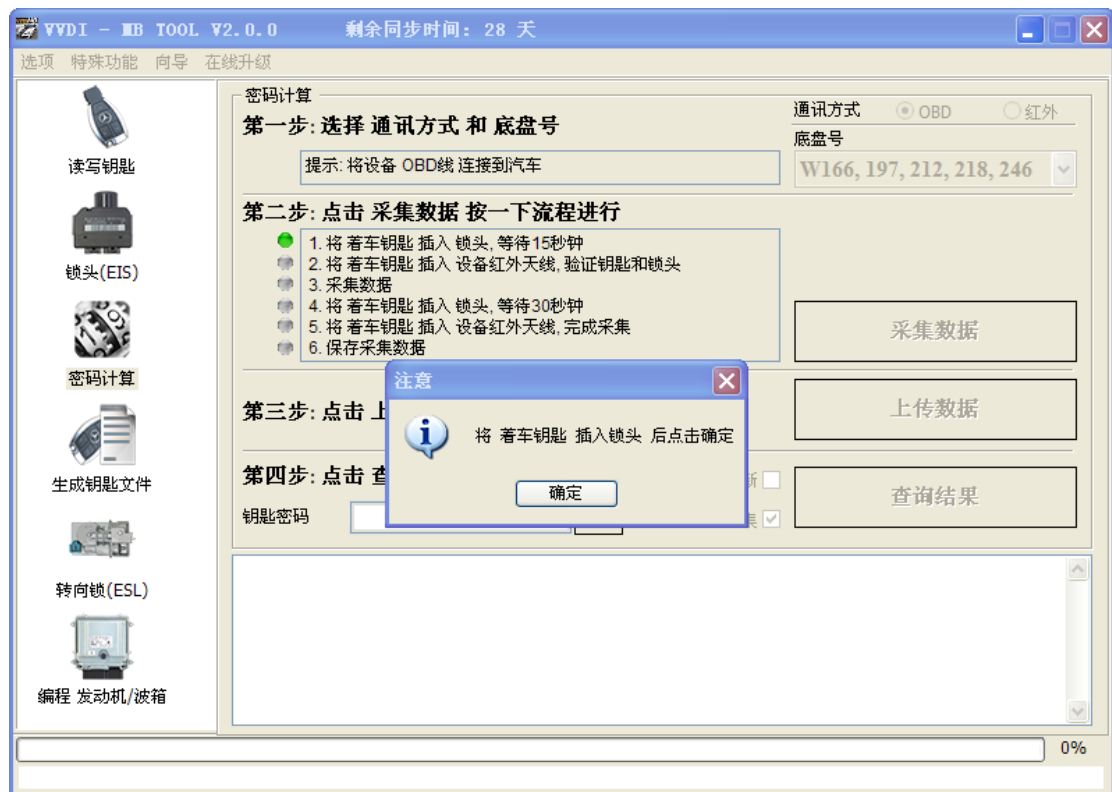 VVDI - MB TOOL V2.0.0 剩余同步时间: 28 天
选项 特殊功能 向导 在线升级
读写钥匙
锁头(EIS)
密码计算
生成钥匙文件
转向锁(ESL)
编程 发动机/波箱
密码计算
第一步: 选择 通讯方式 和 底盘号
提示: 将设备 OBD线 连接到汽车
通讯方式 OBD 红外
底盘号
W166, 197, 212, 218, 246
第二步: 点击 采集数据 按一下流程进行
1. 将 着车钥匙 插入 锁头, 等待15秒钟
2. 将 着车钥匙 插入 设备红外天线, 验证钥匙和锁头
3. 采集数据
4. 将 着车钥匙 插入 锁头, 等待30秒钟
5. 将 着车钥匙 插入 设备红外天线, 完成采集
6. 保存采集数据
采集数据
第三步: 点击 上
上传数据
第四步: 点击 查
查询结果
钥匙密码
注意
将 着车钥匙 插入锁头 后点击确定
确定
0%